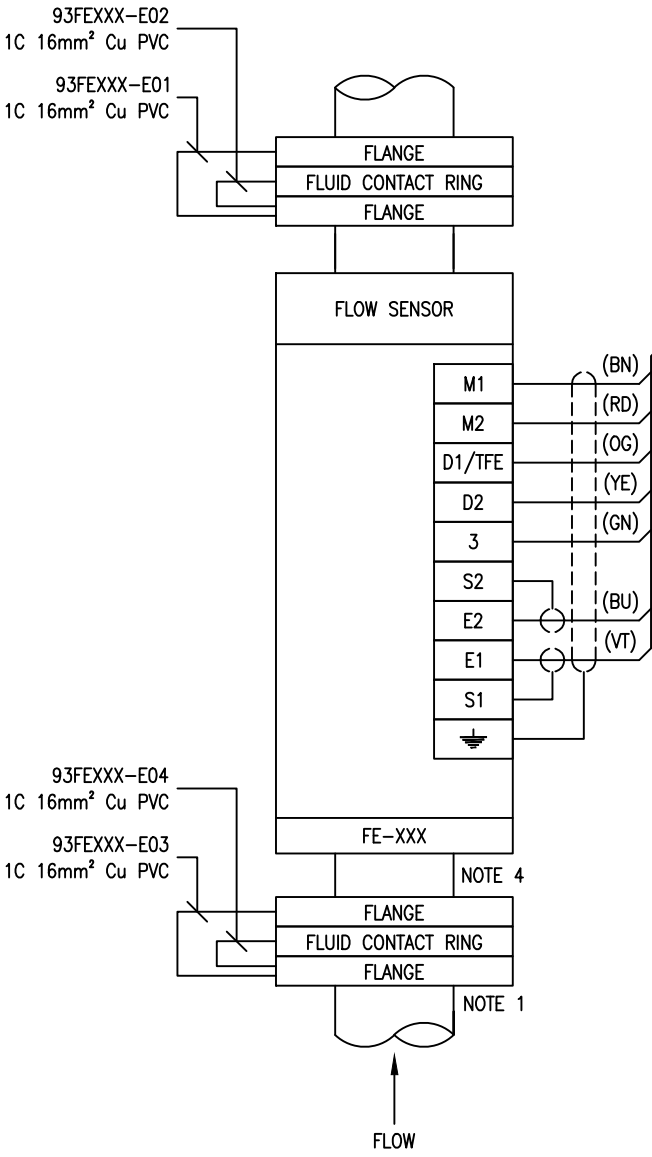 93FEXXX-E02
1C 16mm² Cu PVC
93FEXXX-E01
1C 16mm² Cu PVC
FLANGE
FLUID CONTACT RING
FLANGE
FLOW SENSOR
M1
(BN)
M2
(RD)
D1/TFE
(OG)
D2
(YE)
3
(GN)
S2
E2
(BU)
E1
(VT)
S1
93FEXXX-E04
1C 16mm² Cu PVC
93FEXXX-E03
1C 16mm² Cu PVC
FE-XXX
NOTE 4
FLANGE
FLUID CONTACT RING
FLANGE
NOTE 1
FLOW